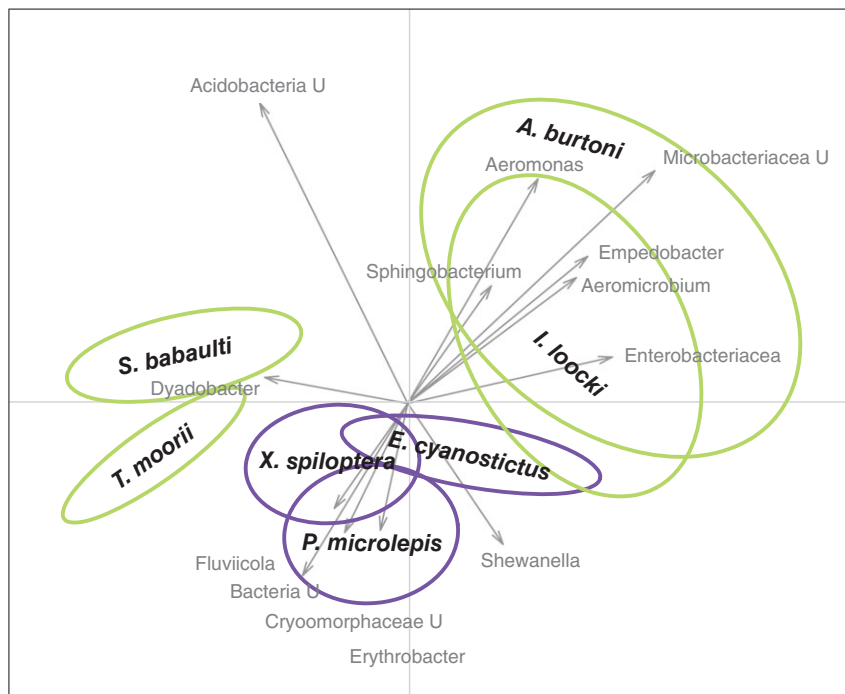 Acidobacteria U
A. burtoni
Aeromonas
Microbacteriacea U
Empedobacter
Sphingobacterium
Aeromicrobium
I. loocki
S. babaulti
Enterobacteriacea
Dyadobacter
T. moorii
E. cyanostictus
X. spiloptera
P. microlepis
Fluviicola
Shewanella
Bacteria U
Cryoomorphaceae U
Erythrobacter